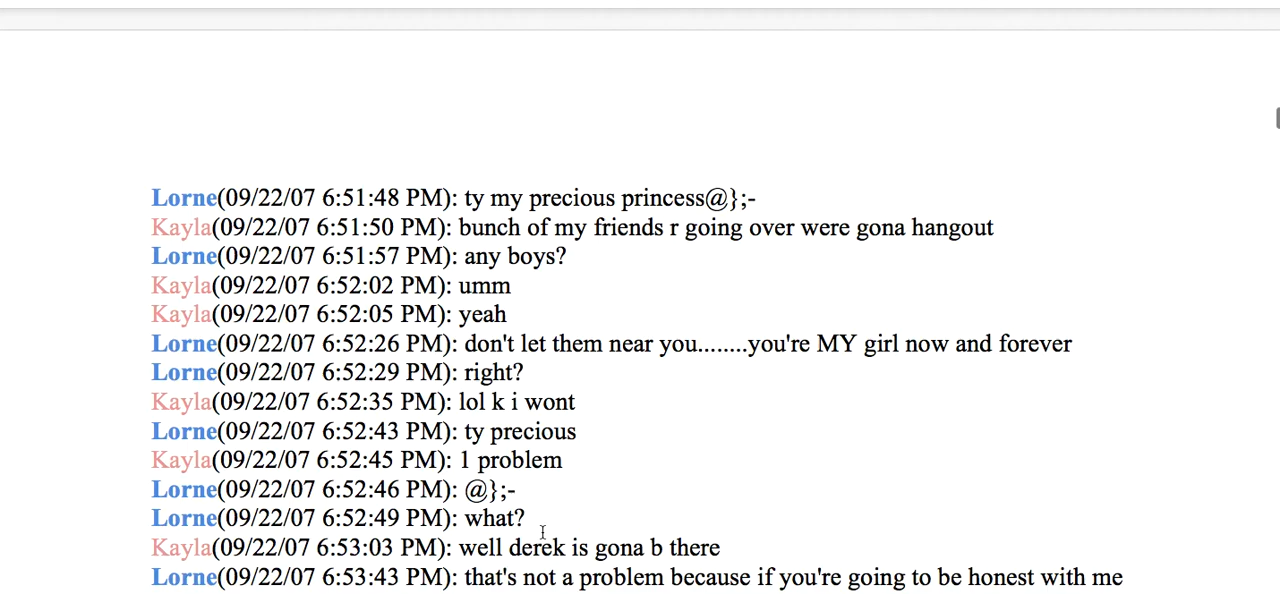 Lorne(09/22/07 6:51:48 PM): ty my precious princess@};-
Kayla(09/22/07 6:51:50 PM): bunch of my friends r going over were gona hangout
Lorne(09/22/07 6:51:57 PM): any boys?
Kayla(09/22/07 6:52:02 PM): umm
Kayla(09/22/07 6:52:05 PM): yeah
Lorne(09/22/07 6:52:26 PM): don't let them near you........you're MY girl now and forever
Lorne(09/22/07 6:52:29 PM): right?
Kayla(09/22/07 6:52:35 PM): lol k i wont
Lorne(09/22/07 6:52:43 PM): ty precious
Kayla(09/22/07 6:52:45 PM): 1 problem
Lorne(09/22/07 6:52:46 PM): @};-
Lorne(09/22/07 6:52:49 PM): what?
Kayla(09/22/07 6:53:03 PM): well derek is gona b there
Lorne(09/22/07 6:53:43 PM): that's not a problem because if you're going to be honest with me